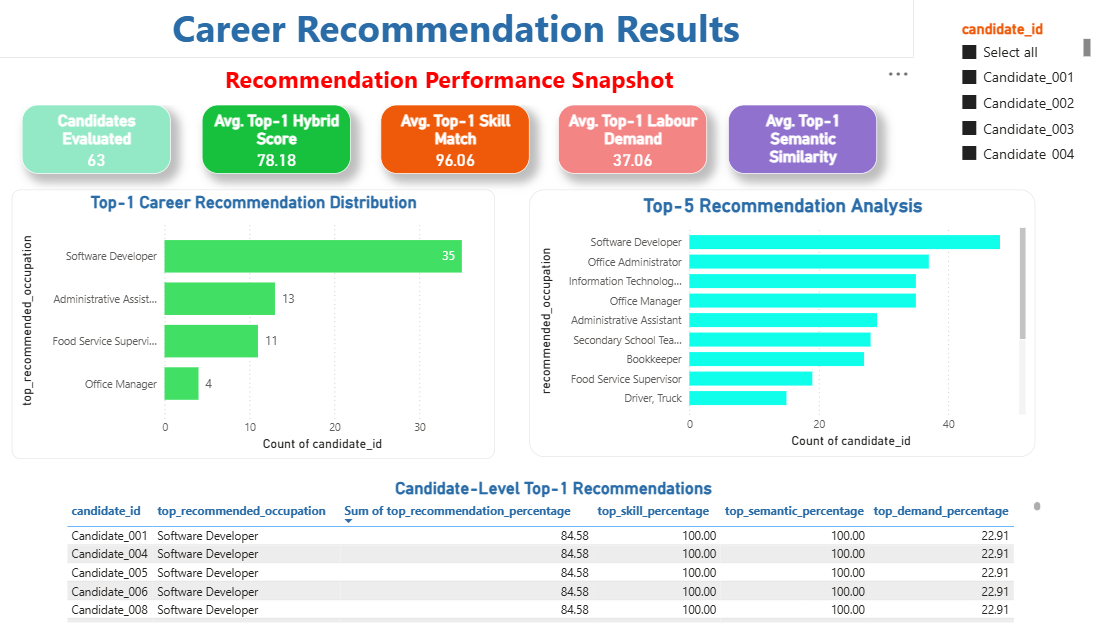 Career Recommendation Results
candidate_id
Select all
Candidate_001
Candidate_002
Candidate_003
Candidate 004
Recommendation Performance Snapshot
Candidates
Evaluated
63
Avg. Top-1 Hybrid
Score
78.18
Avg. Top-1 Skill
Match
96.06
Avg. Top-1 Labour
Demand
37.06
Avg. Top-1
Semantic
Similarity
Top-1 Career Recommendation Distribution
top_recommended_occupation
Software Developer 35
Administrative Assist... 13
Food Service Supervi... 11
Office Manager 4
0 10 20 30
Count of candidate_id
Top-5 Recommendation Analysis
recommended_occupation
Software Developer
Office Administrator
Information Technolog...
Office Manager
Administrative Assistant
Secondary School Tea...
Bookkeeper
Food Service Supervisor
Driver, Truck
0 20 40
Count of candidate_id
Candidate-Level Top-1 Recommendations
candidate_id top_recommended_occupation Sum of top_recommendation_percentage top_skill_percentage top_semantic_percentage top_demand_percentage
Candidate_001 Software Developer 84.58 100.00 100.00 22.91
Candidate_004 Software Developer 84.58 100.00 100.00 22.91
Candidate_005 Software Developer 84.58 100.00 100.00 22.91
Candidate_006 Software Developer 84.58 100.00 100.00 22.91
Candidate_008 Software Developer 84.58 100.00 100.00 22.91